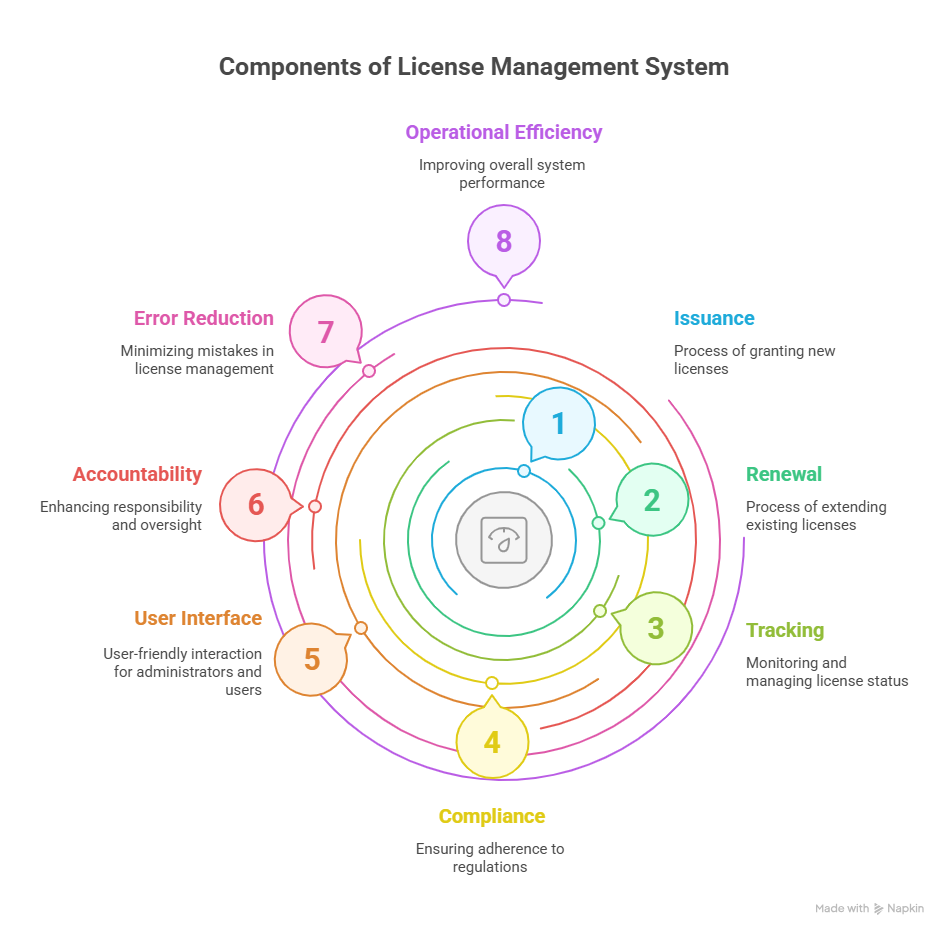 Components of License Management System
Operational Efficiency
Improving overall system
performance
8
Error Reduction
Minimizing mistakes in
license management
7
Issuance
Process of granting new
licenses
1
Accountability
Enhancing responsibility
and oversight
6
Renewal
Process of extending
existing licenses
2
User Interface
User-friendly interaction
for administrators and
users
5
Tracking
Monitoring and
managing license status
3
4
Compliance
Ensuring adherence to
regulations
Made with Napkin